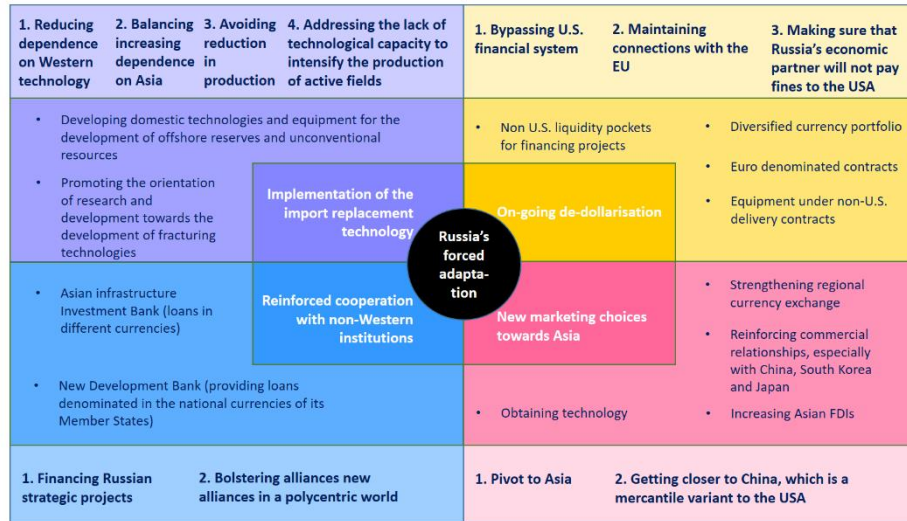 1. Reducing
dependence
on Western
technology
2. Balancing
increasing
dependence
on Asia
3. Avoiding
reduction
in
production
4. Addressing the lack of
technological capacity to
intensify the production
of active fields
1. Bypassing U.S.
financial system
2. Maintaining
connections with the
EU
3. Making sure that
Russia's economic
partner will not pay
fines to the USA
• Developing domestic technologies and equipment for the
development of offshore reserves and unconventional
resources
• Promoting the orientation
of research and
development towards the
development of fracturing
technologies
Implementation of the
import replacement
technology
• Non U.S. liquidity pockets
for financing projects
• Diversified currency portfolio
• Euro denominated contracts
• Equipment under non-U.S.
delivery contracts
On-going de-dollarisation
Russia's
forced
adapta-
tion
• Asian infrastructure
Investment Bank (loans in
different currencies)
Reinforced cooperation
with non-Western
institutions
• New Development Bank (providing loans
denominated in the national currencies of its
Member States)
New marketing choices
towards Asia
• Strengthening regional
currency exchange
• Reinforcing commercial
relationships, especially
with China, South Korea
and Japan
• Obtaining technology
• Increasing Asian FDIs
1. Financing Russian
strategic projects
2. Bolstering alliances new
alliances in a polycentric world
1. Pivot to Asia
2. Getting closer to China, which is a
mercantile variant to the USA